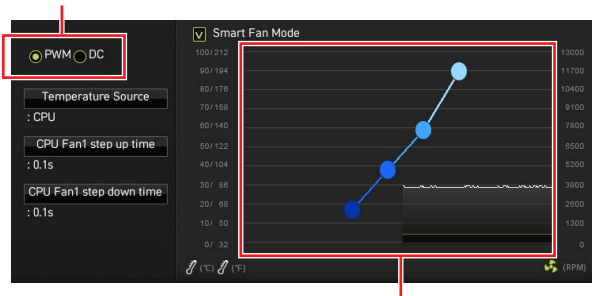 PWM DC
Temperature Source
: CPU
CPU Fan1 step up time
: 0.1s
CPU Fan1 step down time
: 0.1s
V Smart Fan Mode
100/212 13000
90/194 11700
80/176 10400
70/158 9100
60/140 7800
50/122 6500
40/104 5200
30/ 86 3900
20/ 68 2600
10/ 50 1300
0/ 32 0
(℃) (℉) (RPM)